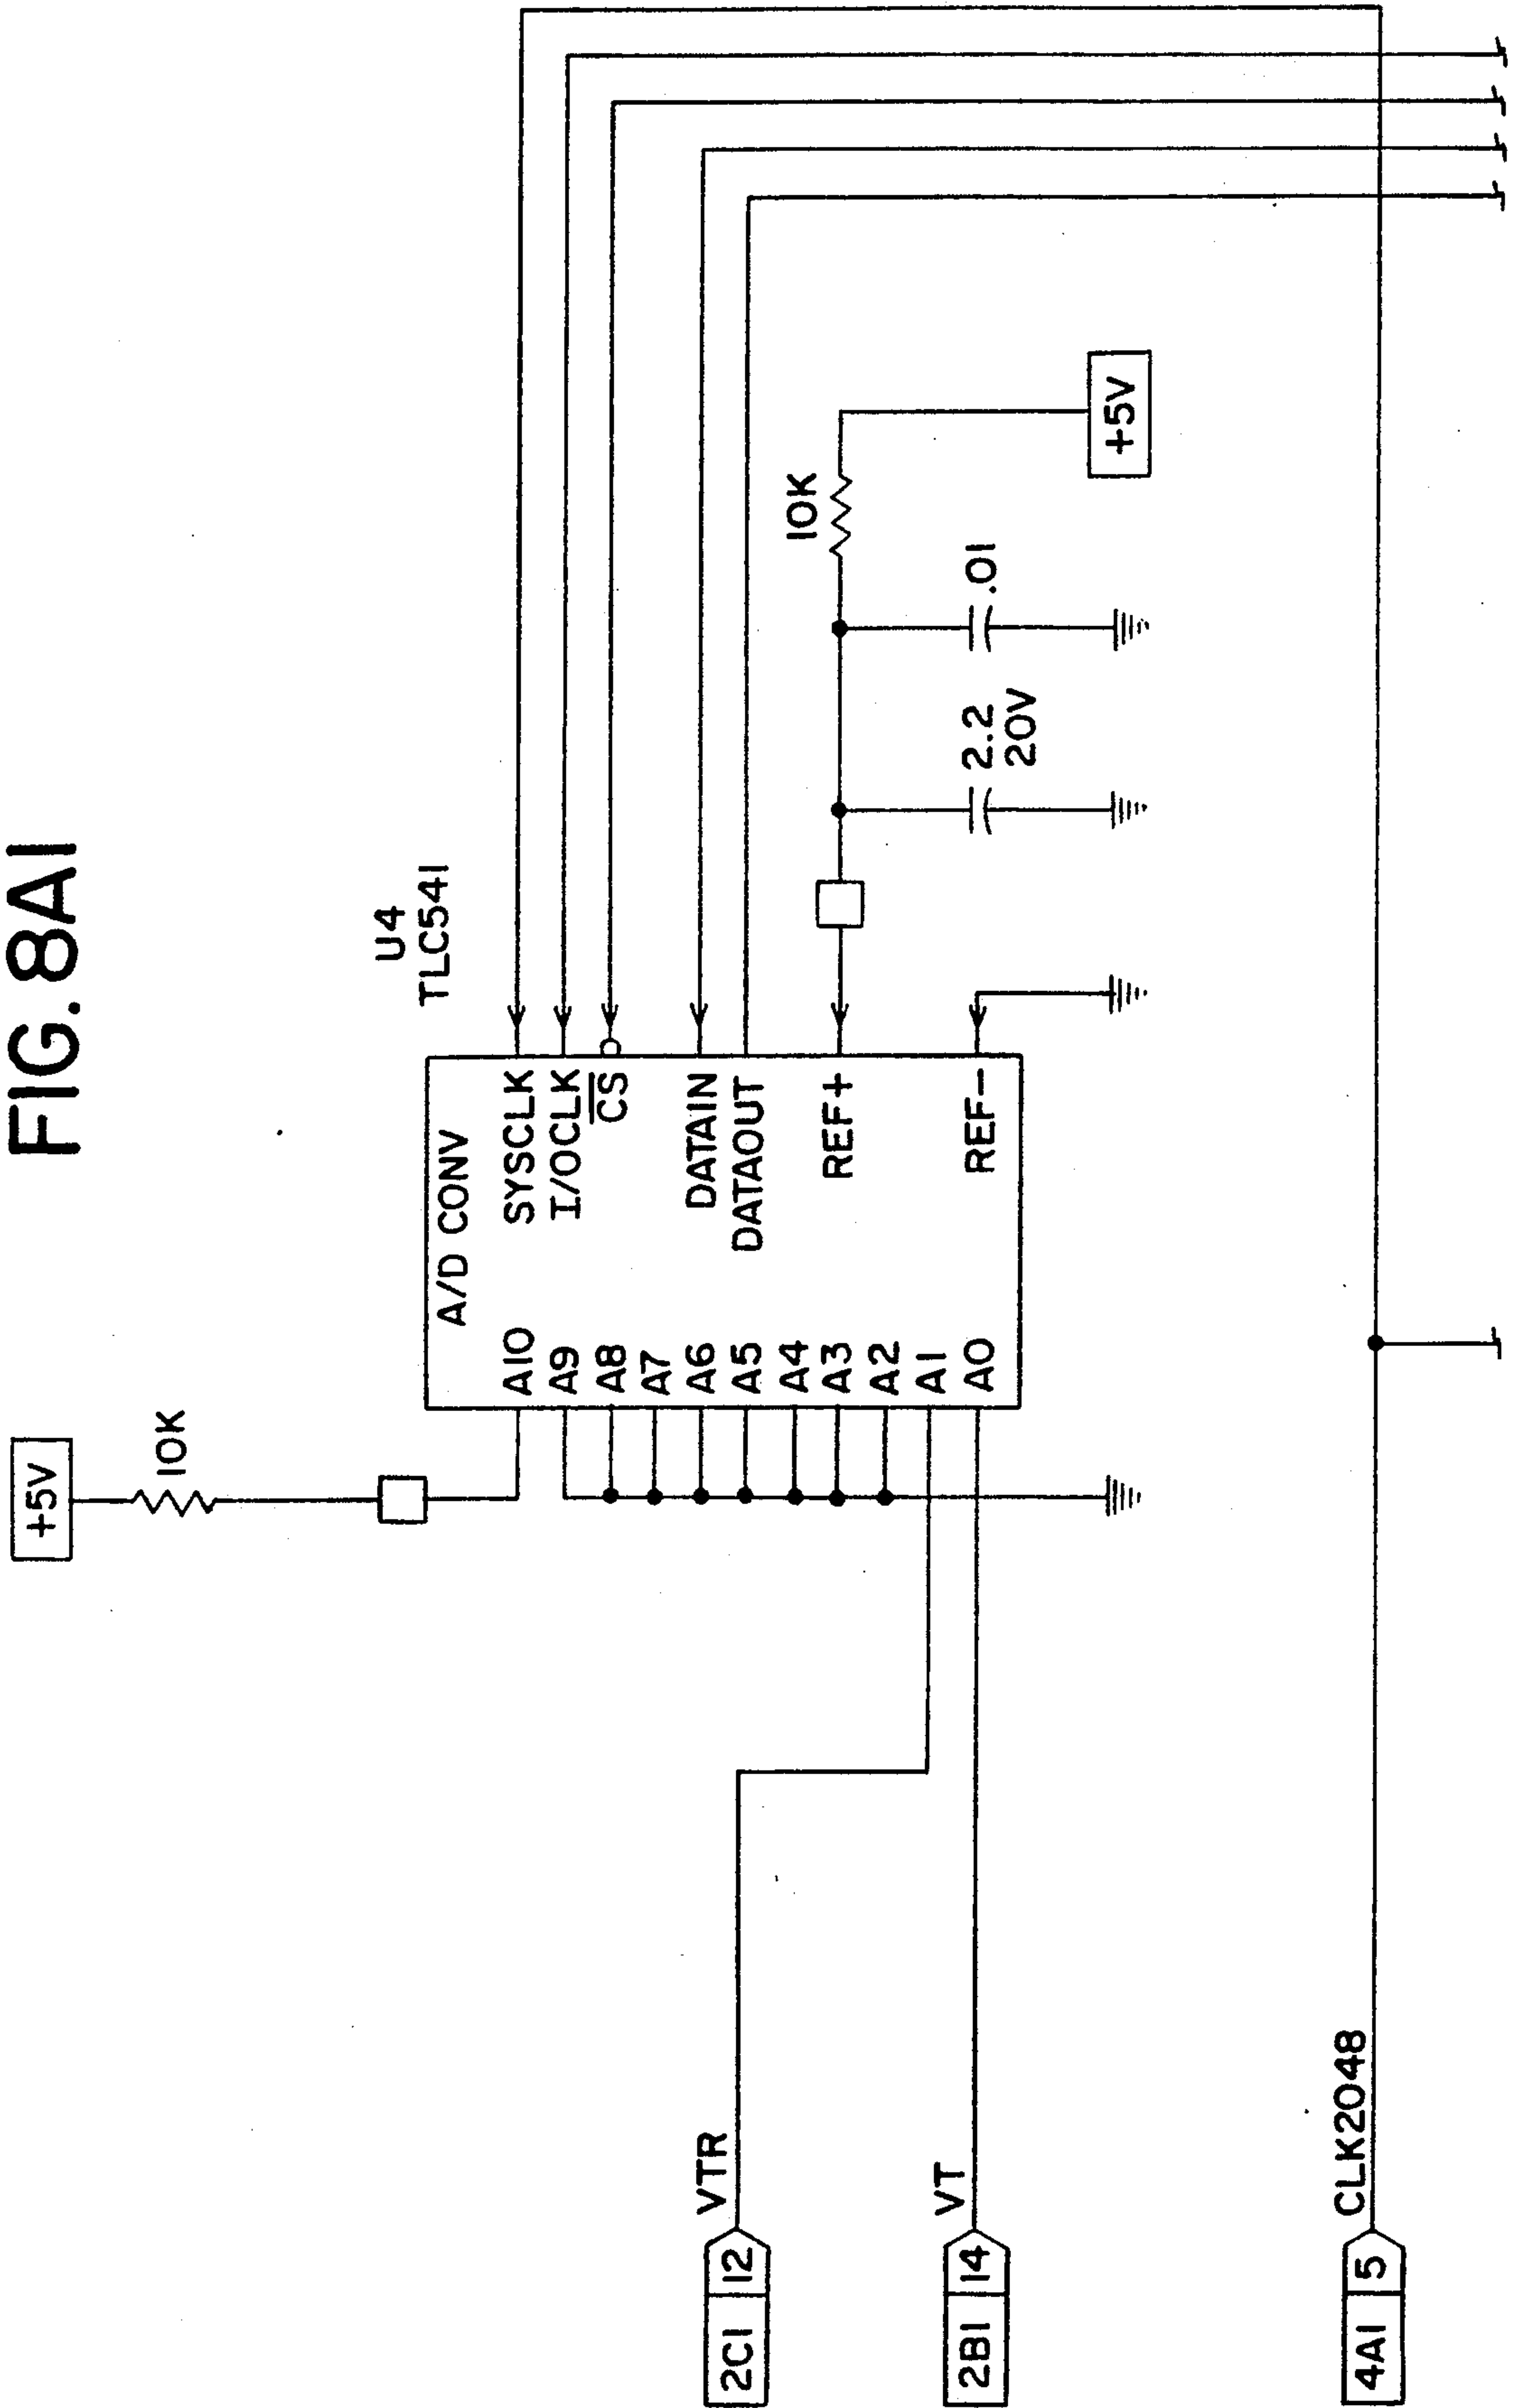 FIG. 8A1
+5V
10K
U4
TLC541
A/D CONV
A10
A9
A8
A7
A6
A5
A4
A3
A2
A1
A0
SYSCLK
I/OCLK
CS
DATAIN
DATAOUT
REF+
REF-
10K
.01
2.2
20V
+5V
2C1 12 VTR
2B1 14 VT
4A1 5 CLK2048